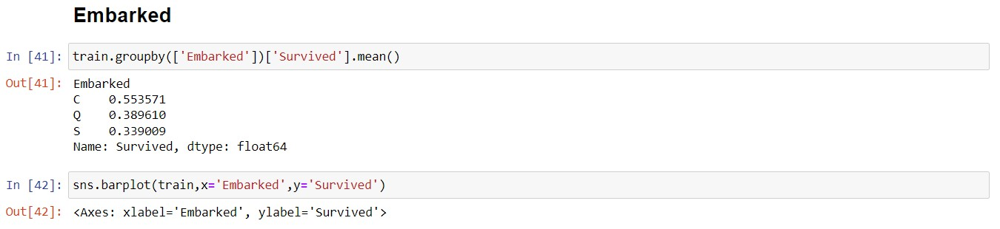 Embarked
In [41]: train.groupby(['Embarked'])['Survived'].mean()
Out[41]: Embarked
C    0.553571
Q    0.389610
S    0.339009
Name: Survived, dtype: float64
In [42]: sns.barplot(train,x='Embarked',y='Survived')
Out[42]: <Axes: xlabel='Embarked', ylabel='Survived'>